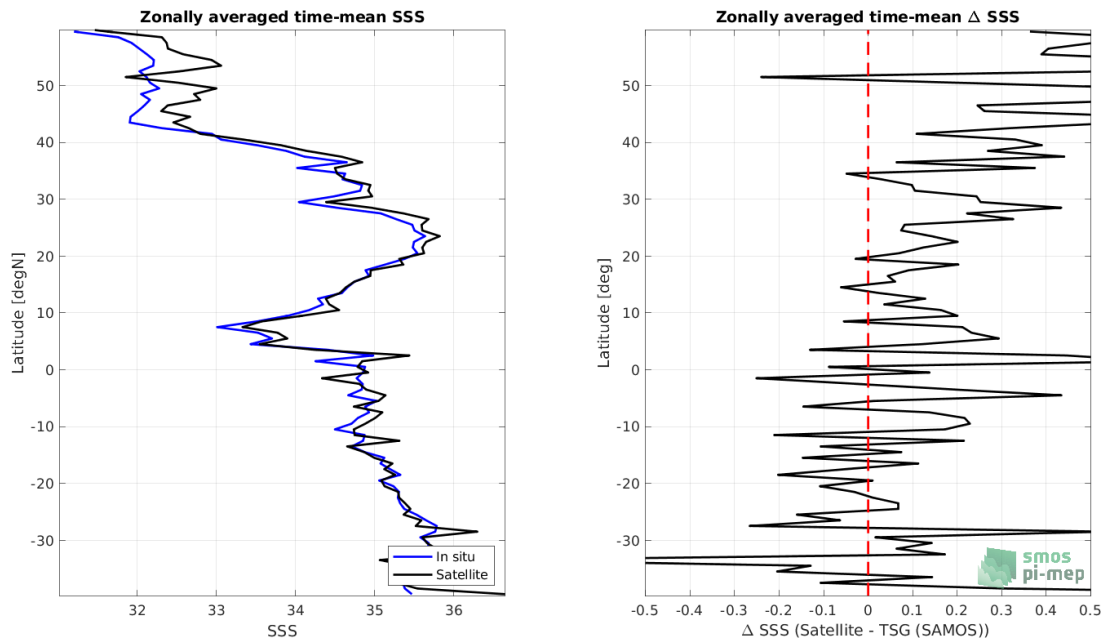 Zonally averaged time-mean SSS
50
40
30
20
10
0
-10
-20
-30
Latitude [degN]
32 33 34 35 36
SSS
In situ
Satellite
Zonally averaged time-mean Δ SSS
50
40
30
20
10
0
-10
-20
-30
Latitude [deg]
-0.5 -0.4 -0.3 -0.2 -0.1 0 0.1 0.2 0.3 0.4 0.5
Δ SSS (Satellite - TSG (SAMOS))
smos
pi-mep